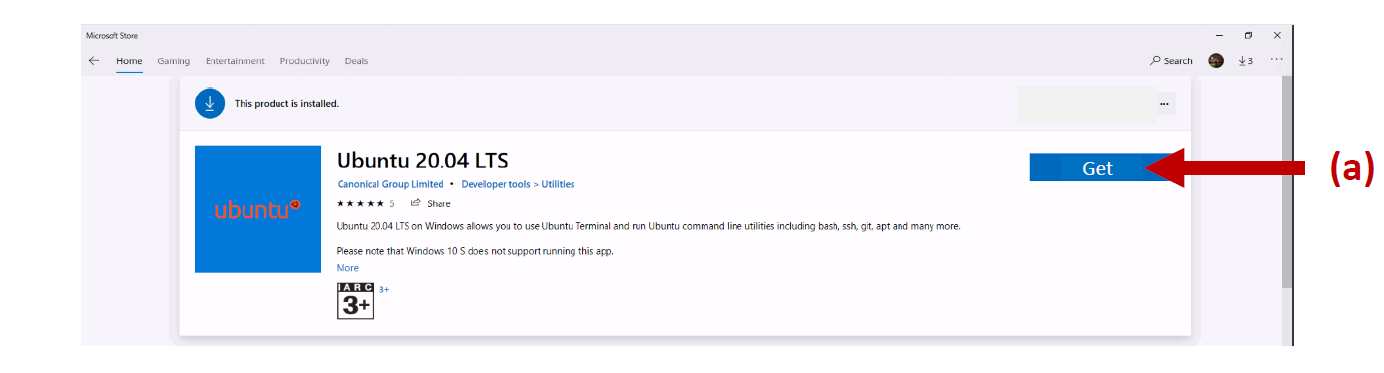 Microsoft Store
Home Gaming Entertainment Productivity Deals Search 3
This product is installed.
Ubuntu 20.04 LTS
Canonical Group Limited • Developer tools > Utilities
★★★★★ 5 Share
Get
(a)
ubuntu
Ubuntu 20.04 LTS on Windows allows you to use Ubuntu Terminal and run Ubuntu command line utilities including bash, ssh, git, apt and many more.
Please note that Windows 10 S does not support running this app.
More
IARC
3+
3+